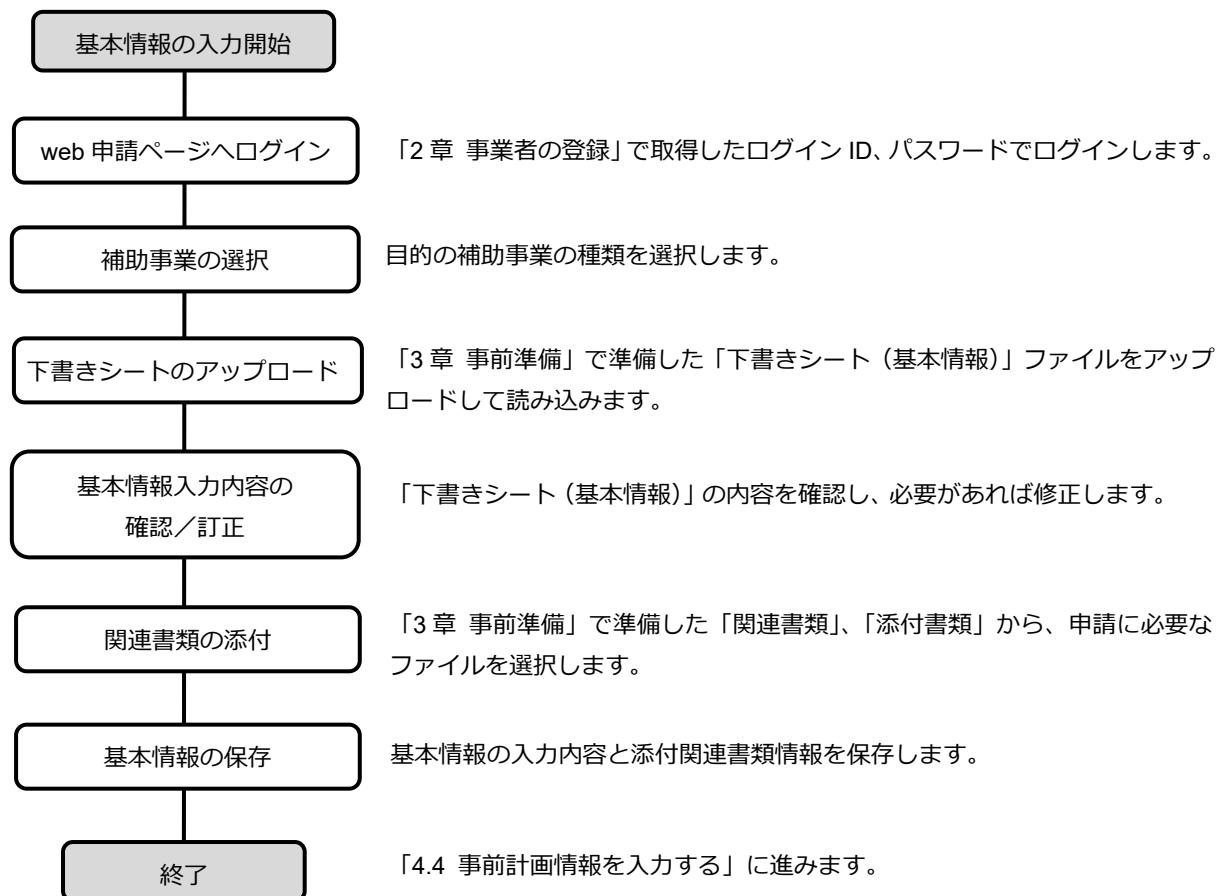 基本情報の入力開始
web 申請ページへログイン
「2 章 事業者の登録」で取得したログイン ID、パスワードでログインします。
補助事業の選択
目的の補助事業の種類を選択します。
下書きシートのアップロード
「3 章 事前準備」で準備した「下書きシート（基本情報）」ファイルをアップ
ロードして読み込みます。
基本情報入力内容の
確認／訂正
「下書きシート（基本情報）」の内容を確認し、必要があれば修正します。
関連書類の添付
「3 章 事前準備」で準備した「関連書類」、「添付書類」から、申請に必要な
ファイルを選択します。
基本情報の保存
基本情報の入力内容と添付関連書類情報を保存します。
終了
「4.4 事前計画情報を入力する」に進みます。